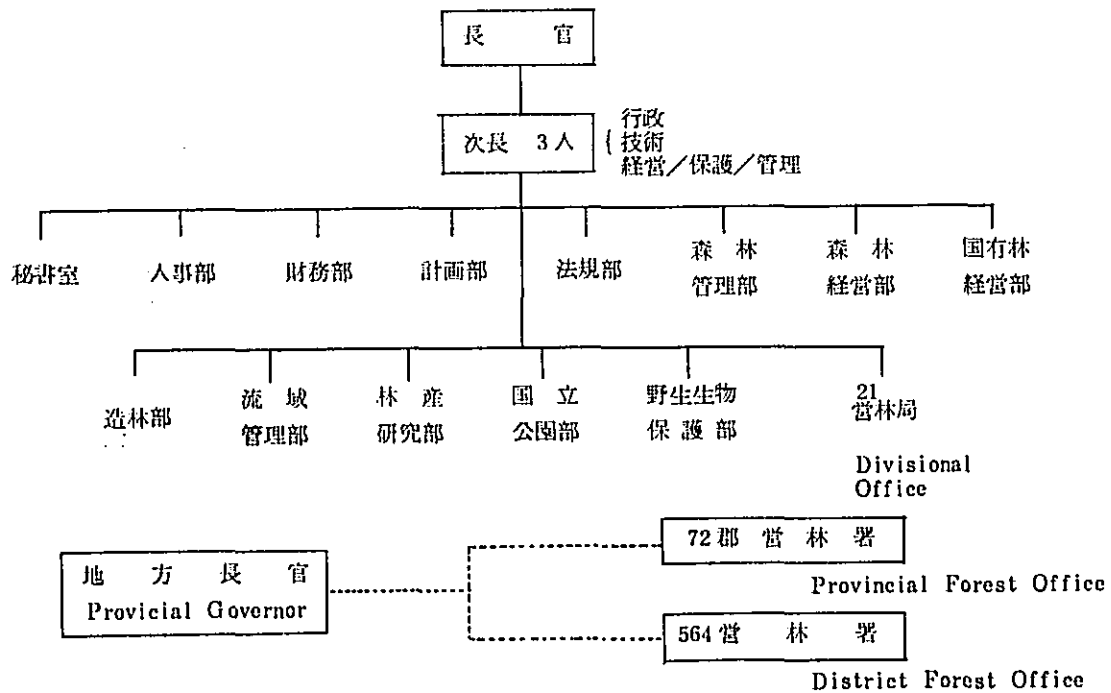 長官
次長 3人
行政
技術
経営／保護／管理
秘書室 人事部 財務部 計画部 法規部 森林 森林 国有林
管理部 経営部 経営部
造林部 流域 林産 国立 野生生物 21
管理部 研究部 公園部 保護部 営林局
Divisional
Office
地方長官
Provicial Governor
72郡営林署
Provincial Forest Office
564営林署
District Forest Office